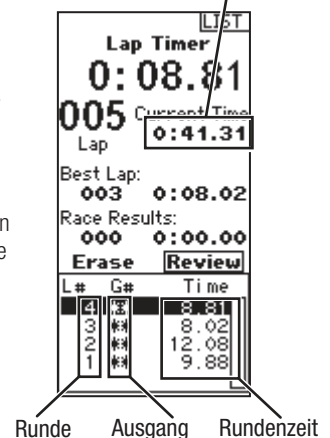 LIST
Lap Timer
0:08.81
005 Current Time
Lap 0:41.31
Best Lap:
003 0:08.02
Race Results:
000 0:00.00
Erase Review
L# G# Time
4 8.81
3 8.02
2 12.08
1 9.88
n
e
Runde Ausgang Rundenzeit